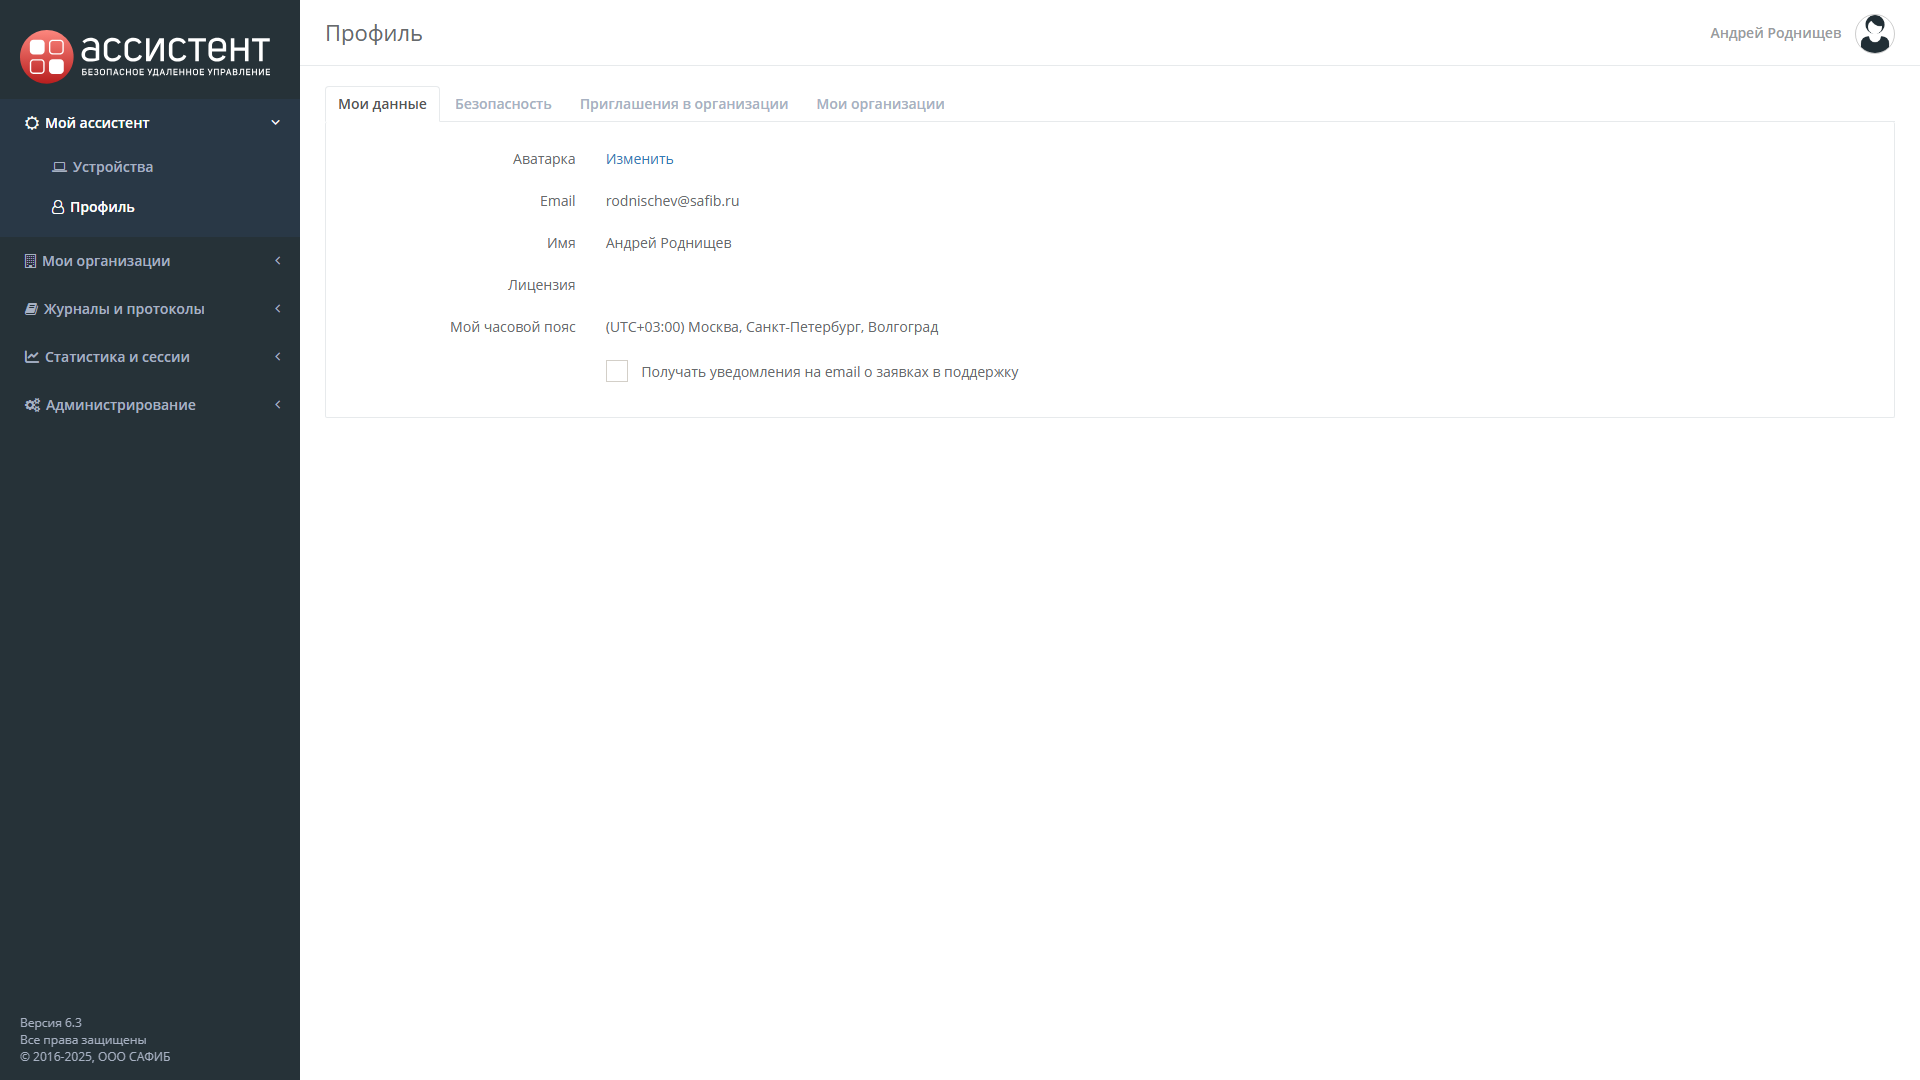 ассистент
БЕЗОПАСНОЕ УДАЛЕННОЕ УПРАВЛЕНИЕ
Мой ассистент
Устройства
Профиль
Мои организации
Журналы и протоколы
Статистика и сессии
Администрирование
Версия 6.3
Все права защищены
© 2016-2025, ООО САФИБ
Профиль
Андрей Роднищев
Мои данные Безопасность Приглашения в организации Мои организации
Аватарка Изменить
Email rodnischev@safib.ru
Имя Андрей Роднищев
Лицензия
Мой часовой пояс (UTC+03:00) Москва, Санкт-Петербург, Волгоград
Получать уведомления на email о заявках в поддержку